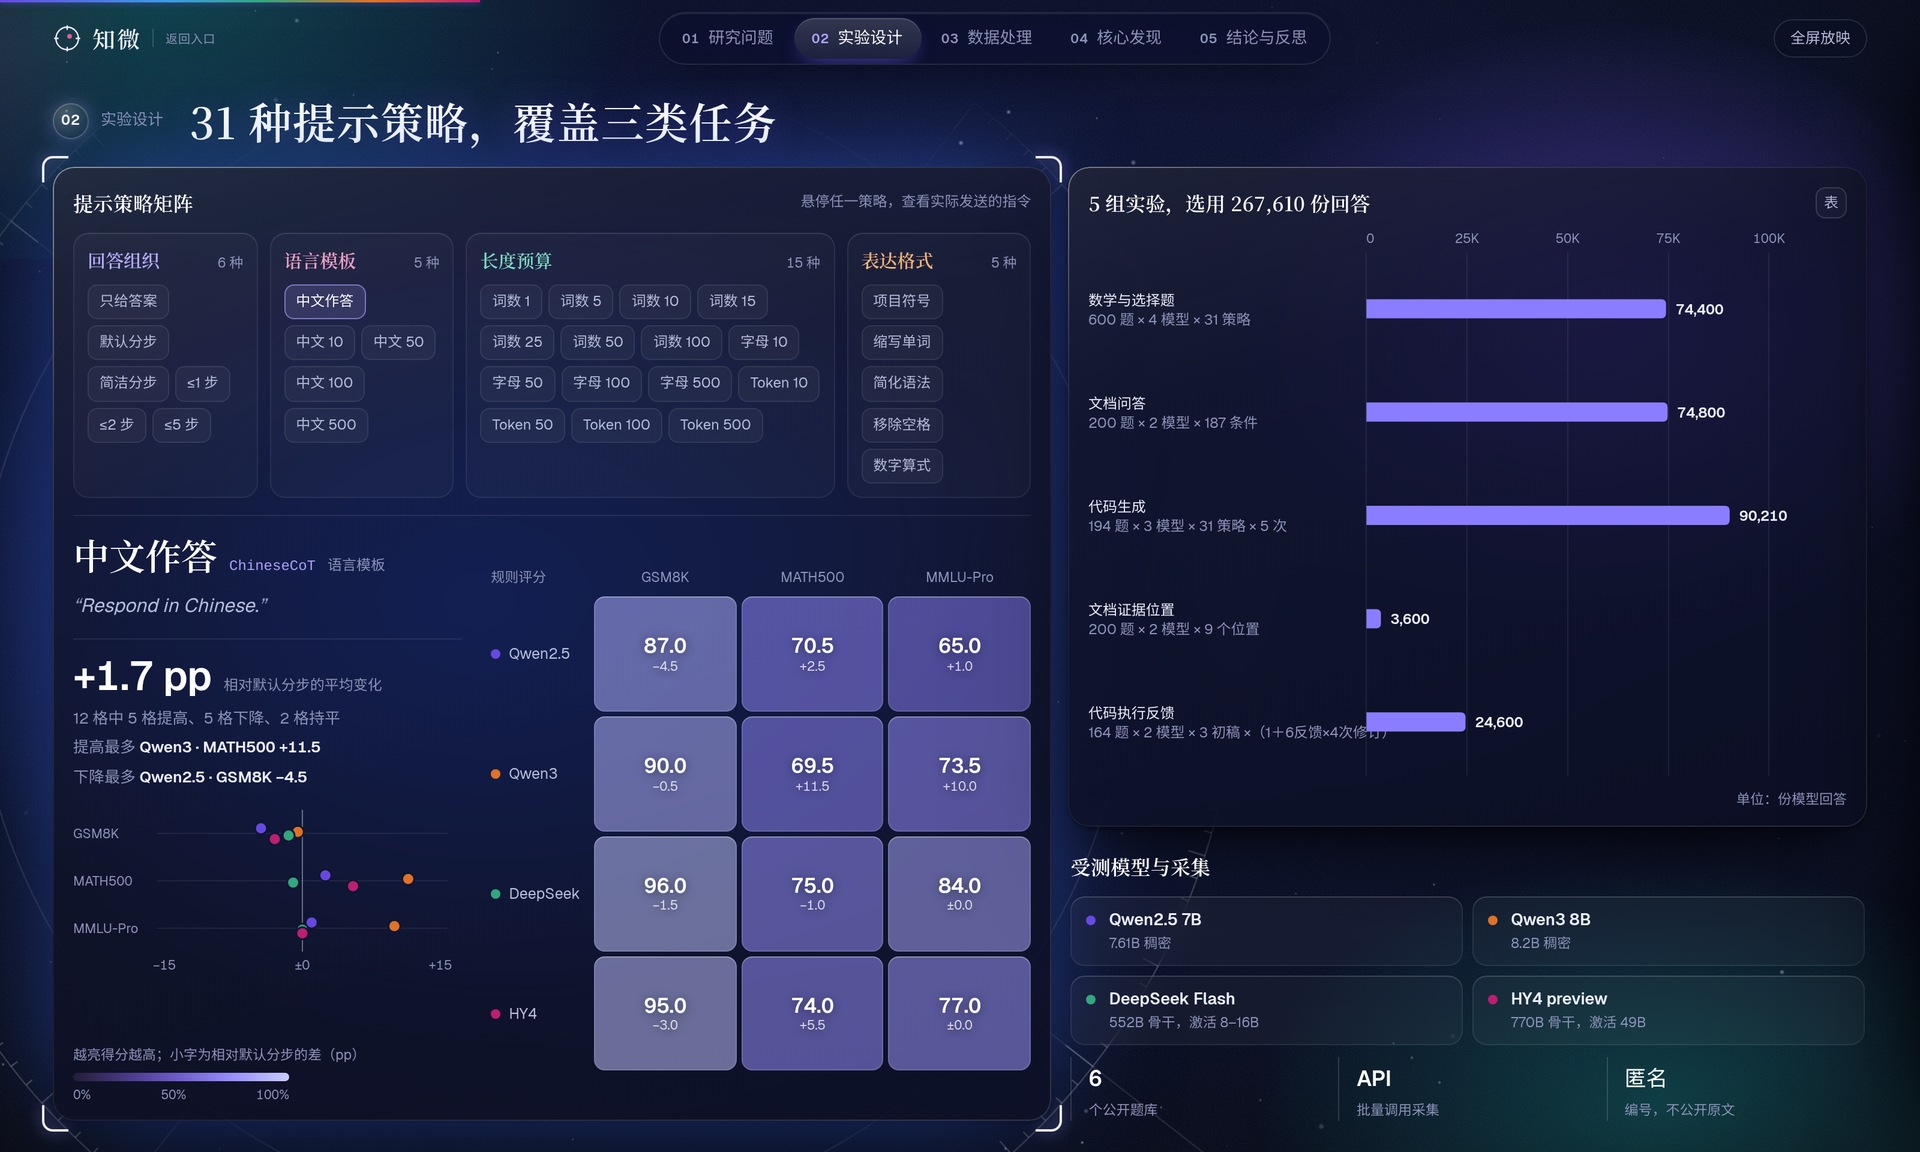 知微
返回入口
01 研究问题
02 实验设计
03 数据处理
04 核心发现
05 结论与反思
全屏放映
02 实验设计
31 种提示策略，覆盖三类任务
提示策略矩阵
悬停任一策略，查看实际发送的指令
回答组织 6 种
只给答案
默认分步
简洁分步 ≤1 步
≤2 步 ≤5 步
语言模板 5 种
中文作答
中文 10 中文 50
中文 100
中文 500
长度预算 15 种
词数 1 词数 5 词数 10 词数 15
词数 25 词数 50 词数 100 字母 10
字母 50 字母 100 字母 500 Token 10
Token 50 Token 100 Token 500
表达格式 5 种
项目符号
缩写单词
简化语法
移除空格
数字算式
中文作答 ChineseCoT 语言模板
“Respond in Chinese.”
+1.7 pp 相对默认分步的平均变化
12 格中 5 格提高、5 格下降、2 格持平
提高最多 Qwen3 · MATH500 +11.5
下降最多 Qwen2.5 · GSM8K −4.5
GSM8K
MATH500
MMLU-Pro
−15 ±0 +15
越亮得分越高；小字为相对默认分步的差（pp）
0% 50% 100%
规则评分 GSM8K MATH500 MMLU-Pro
Qwen2.5 87.0 70.5 65.0
−4.5 +2.5 +1.0
Qwen3 90.0 69.5 73.5
−0.5 +11.5 +10.0
DeepSeek 96.0 75.0 84.0
−1.5 −1.0 ±0.0
HY4 95.0 74.0 77.0
−3.0 +5.5 ±0.0
5 组实验，选用 267,610 份回答
表
0 25K 50K 75K 100K
数学与选择题
600 题 × 4 模型 × 31 策略
74,400
文档问答
200 题 × 2 模型 × 187 条件
74,800
代码生成
194 题 × 3 模型 × 31 策略 × 5 次
90,210
文档证据位置
200 题 × 2 模型 × 9 个位置
3,600
代码执行反馈
164 题 × 2 模型 × 3 初稿 ×（1＋6反馈×4次修订）
24,600
单位：份模型回答
受测模型与采集
Qwen2.5 7B
7.61B 稠密
Qwen3 8B
8.2B 稠密
DeepSeek Flash
552B 骨干，激活 8–16B
HY4 preview
770B 骨干，激活 49B
6
个公开题库
API
批量调用采集
匿名
编号，不公开原文